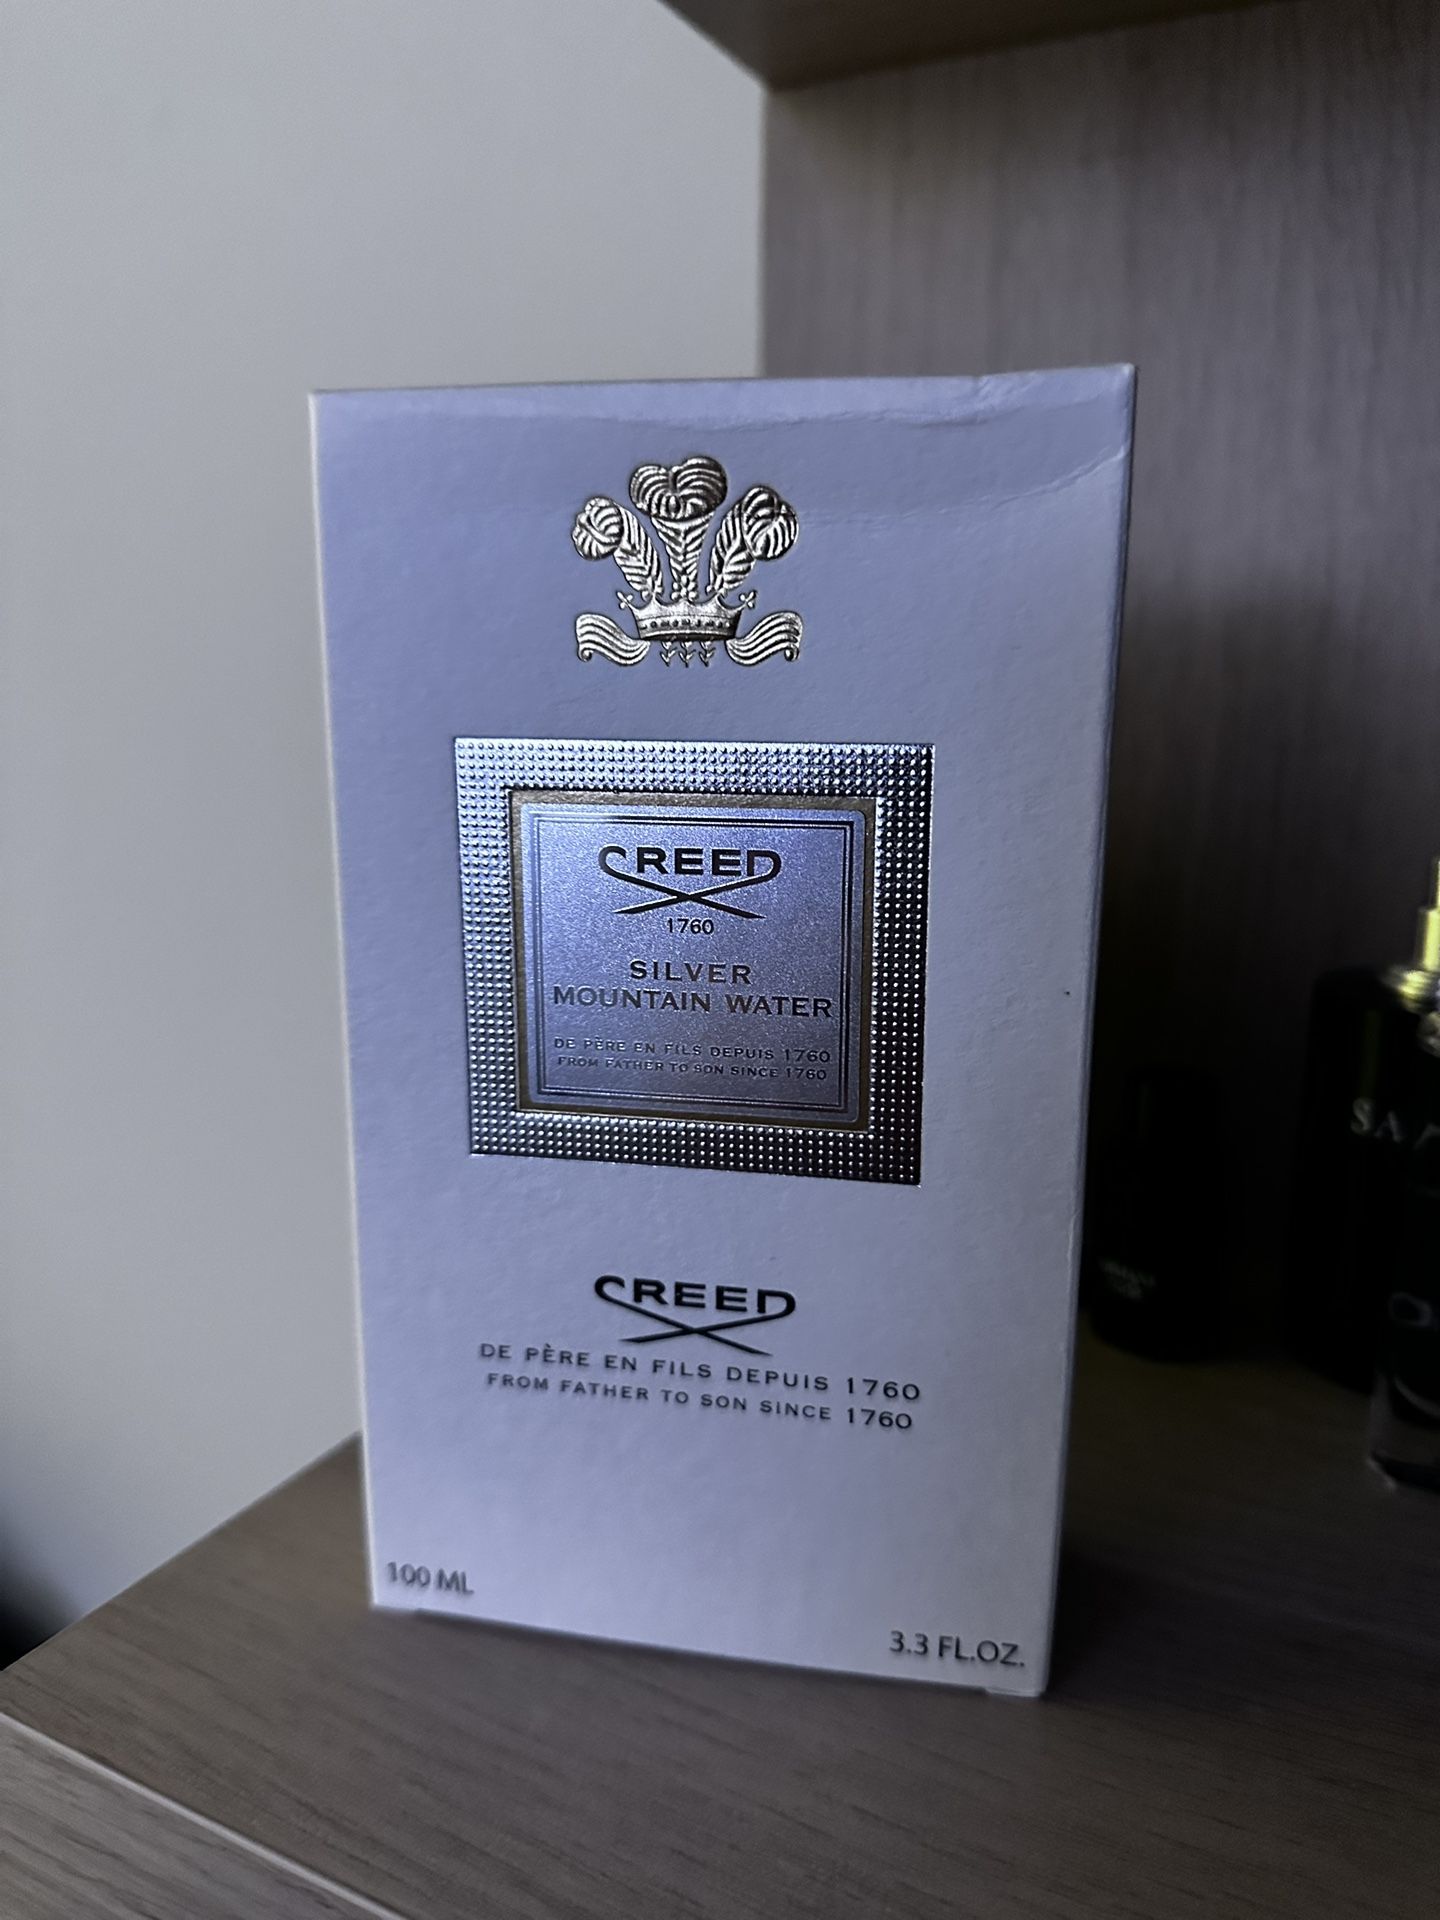 CREED
1760
SILVER
MOUNTAIN WATER
DE PÈRE EN FILS DEPUIS 1760
FROM FATHER TO SON SINCE 1760
CREED
DE PÈRE EN FILS DEPUIS 1760
FROM FATHER TO SON SINCE 1760
100 ML
3.3 FL.OZ.